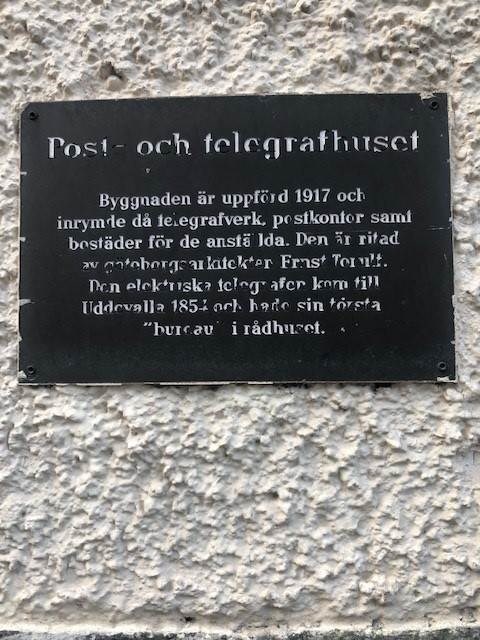 Post- och telegrafhuset
Byggnaden är uppförd 1917 och
inrymde då telegrafverk, postkontor samt
bostäder för de anställda. Den är ritad
av göteborgsarkitekten Ernst Torulf.
Den elektriska telegrafen kom till
Uddevalla 1854 och hade sin första
"bureau" i rådhuset.